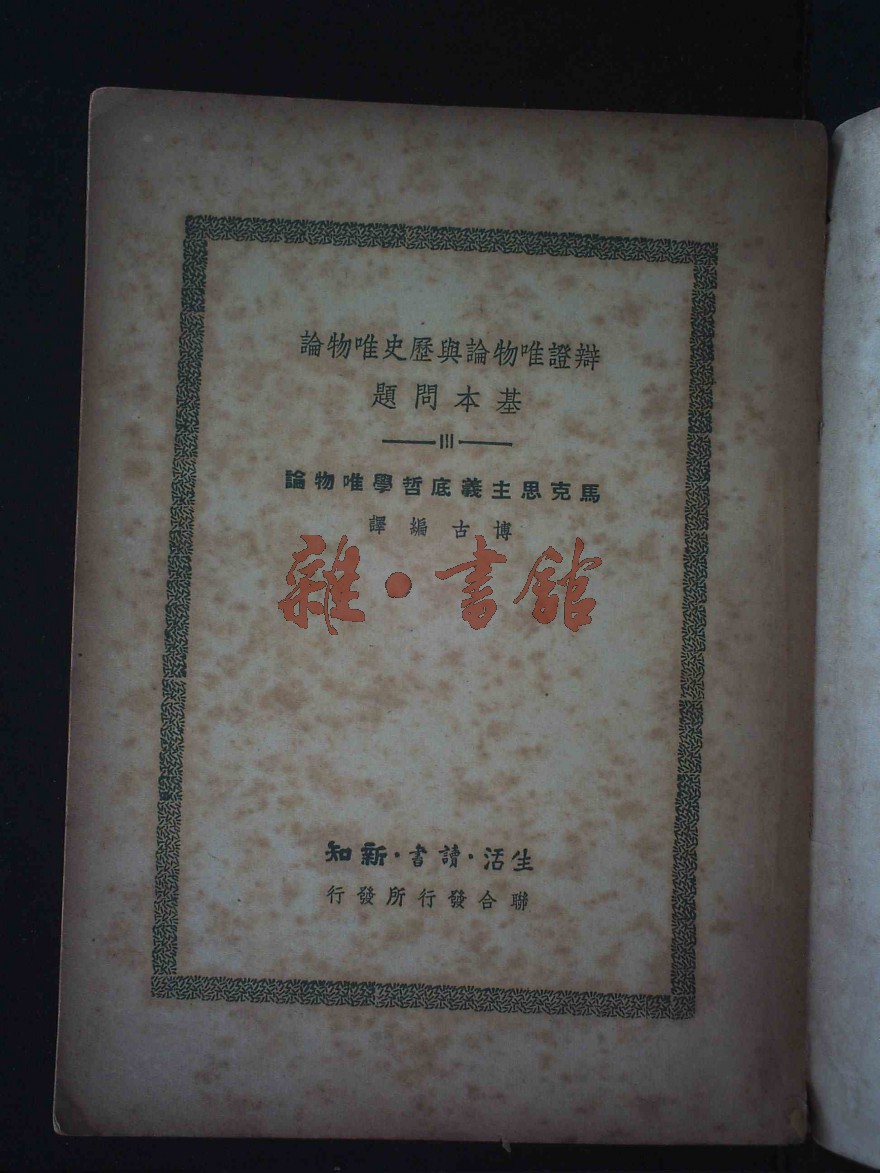 辯證唯物論與歷史唯物論
基本問題
III
馬克思主義底哲學唯物論
博古編譯
雜·書館
生活·讀書·新知
聯合發行所發行